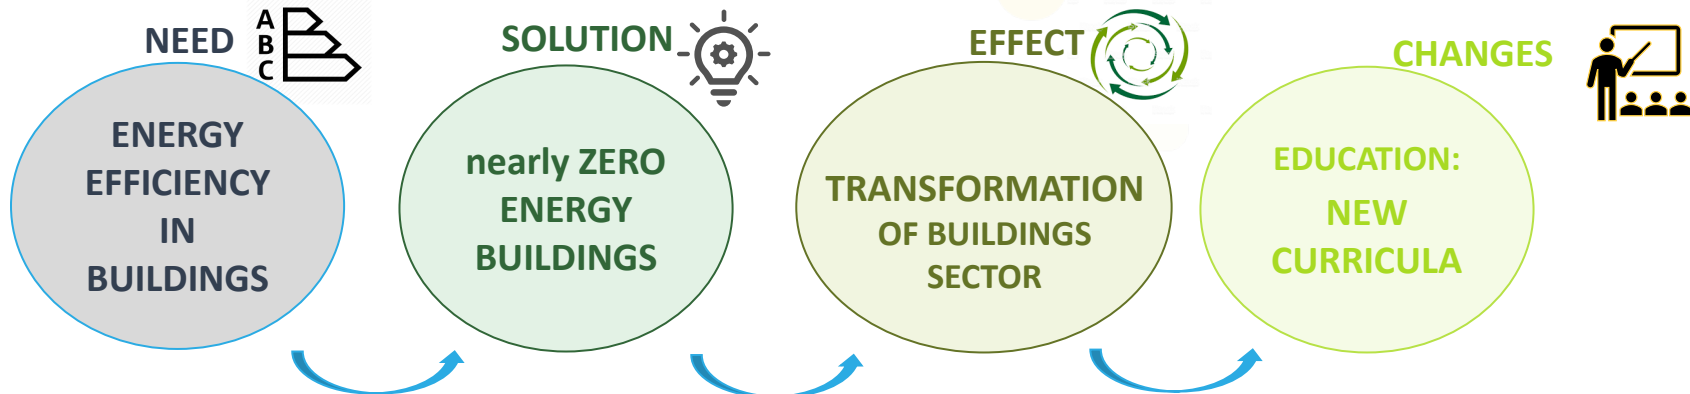 NEED
A
B
C
ENERGY
EFFICIENCY
IN
BUILDINGS
SOLUTION
nearly ZERO
ENERGY
BUILDINGS
EFFECT
TRANSFORMATION
OF BUILDINGS
SECTOR
CHANGES
EDUCATION:
NEW
CURRICULA